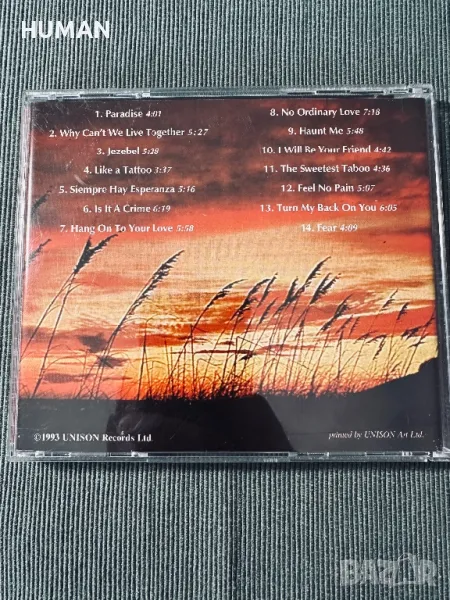 HUMAN
1. Paradise 4:01
2. Why Can't We Live Together 5:27
3. Jezebel 5:28
4. Like a Tattoo 3:37
5. Siempre Hay Esperanza 5:16
6. Is It A Crime 6:19
7. Hang On To Your Love 5:58
8. No Ordinary Love 7:18
9. Haunt Me 5:48
10. I Will Be Your Friend 4:42
11. The Sweetest Taboo 4:36
12. Feel No Pain 5:07
13. Turn My Back On You 6:05
14. Fear 4:09
©1993 UNISON Records Ltd.
printed by UNISON Art Ltd.
BAZAR